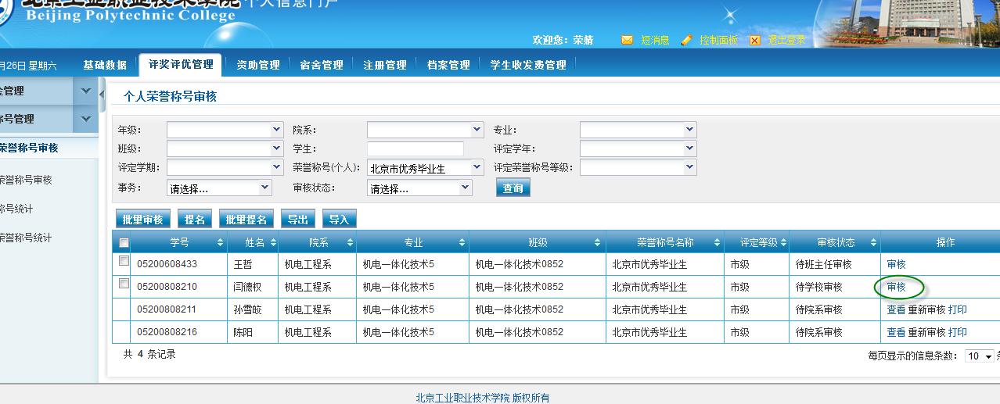 北京工业职业技术学院 个人信息门户
Beijing Polytechnic College
欢迎您：荣鼒 短消息 控制面板 退出登录
月26日 星期六 基础数据 评奖评优管理 资助管理 宿舍管理 注册管理 档案管理 学生收发费管理
管理
称号管理
荣誉称号审核
荣誉称号审核
称号统计
荣誉称号统计
个人荣誉称号审核
年级： 院系： 专业：
班级： 学生： 评定学年：
评定学期： 荣誉称号(个人)： 北京市优秀毕业生 评定荣誉称号等级：
事务： 请选择... 审核状态： 请选择... 查询
批量审核 提名 批量提名 导出 导入
学号 姓名 院系 专业 班级 荣誉称号名称 评定等级 审核状态 操作
05200608433 王哲 机电工程系 机电一体化技术5 机电一体化技术0852 北京市优秀毕业生 市级 待班主任审核 审核
05200808210 闫德权 机电工程系 机电一体化技术5 机电一体化技术0852 北京市优秀毕业生 市级 待学校审核 审核
05200808211 孙雪皎 机电工程系 机电一体化技术5 机电一体化技术0852 北京市优秀毕业生 市级 待院系审核 查看 重新审核 打印
05200808216 陈阳 机电工程系 机电一体化技术5 机电一体化技术0852 北京市优秀毕业生 市级 待院系审核 查看 重新审核 打印
共 4 条记录
每页显示的信息条数： 10 条
北京工业职业技术学院 版权所有